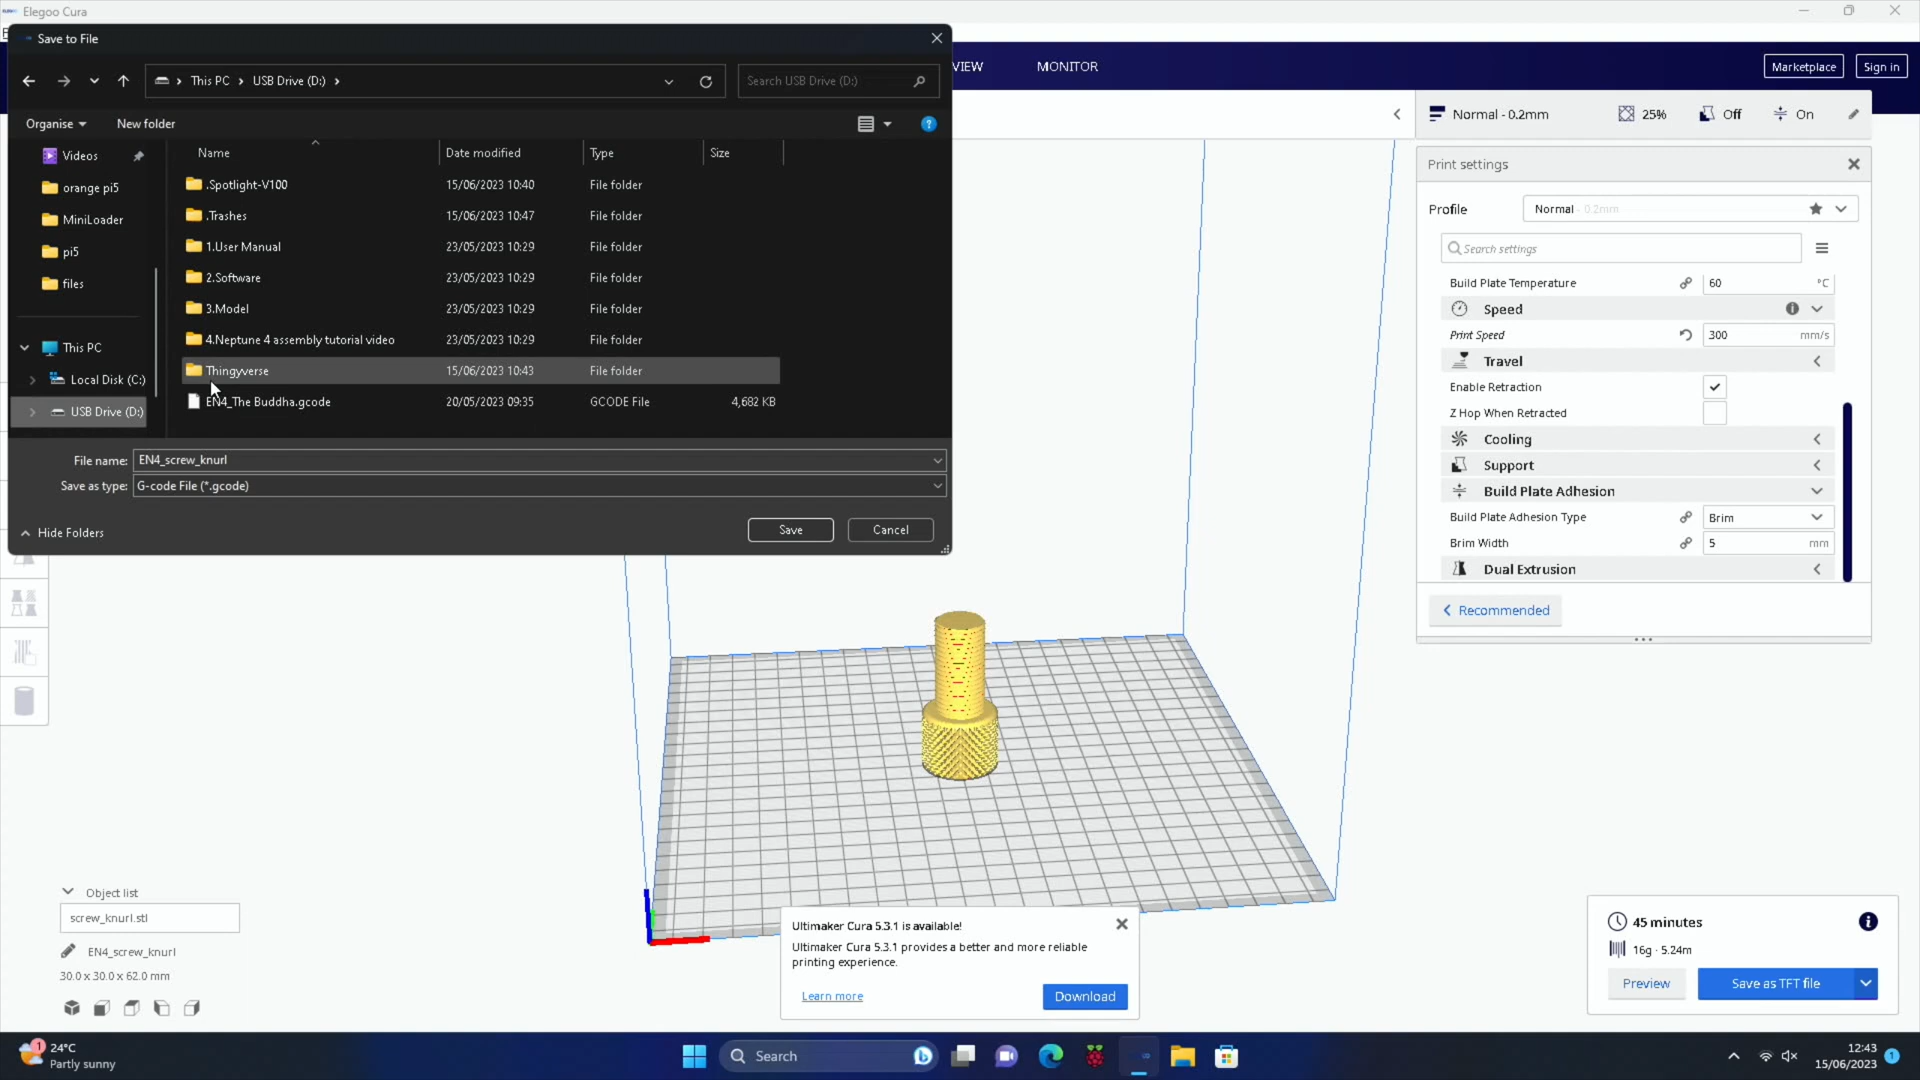 Elegoo Cura
Save to File
This PC > USB Drive (D:) >
Search USB Drive (D:)
VIEW
MONITOR
Marketplace
Sign in
Organise
New folder
Normal - 0.2mm
25%
Off
On
Name
Date modified
Type
Size
Videos
orange pi5
MiniLoader
pi5
files
This PC
Local Disk (C:)
USB Drive (D:)
.Spotlight-V100 15/06/2023 10:40 File folder
.Trashes 15/06/2023 10:47 File folder
1.User Manual 23/05/2023 10:29 File folder
2.Software 23/05/2023 10:29 File folder
3.Model 23/05/2023 10:29 File folder
4.Neptune 4 assembly tutorial video 23/05/2023 10:29 File folder
Thingyverse 15/06/2023 10:43 File folder
EN4_The Buddha.gcode 20/05/2023 09:35 GCODE File 4,682 KB
File name: EN4_screw_knurl
Save as type: G-code File (*.gcode)
Hide Folders
Save
Cancel
Print settings
Profile
Normal - 0.2mm
Search settings
Build Plate Temperature 60 °C
Speed
Print Speed 300 mm/s
Travel
Enable Retraction
Z Hop When Retracted
Cooling
Support
Build Plate Adhesion
Build Plate Adhesion Type Brim
Brim Width 5 mm
Dual Extrusion
Recommended
Object list
screw_knurl.stl
EN4_screw_knurl
30.0 x 30.0 x 62.0 mm
Ultimaker Cura 5.3.1 is available!
Ultimaker Cura 5.3.1 provides a better and more reliable
printing experience.
Learn more
Download
45 minutes
16g · 5.24m
Preview
Save as TFT file
1
24°C
Partly sunny
Search
12:43
15/06/2023
1